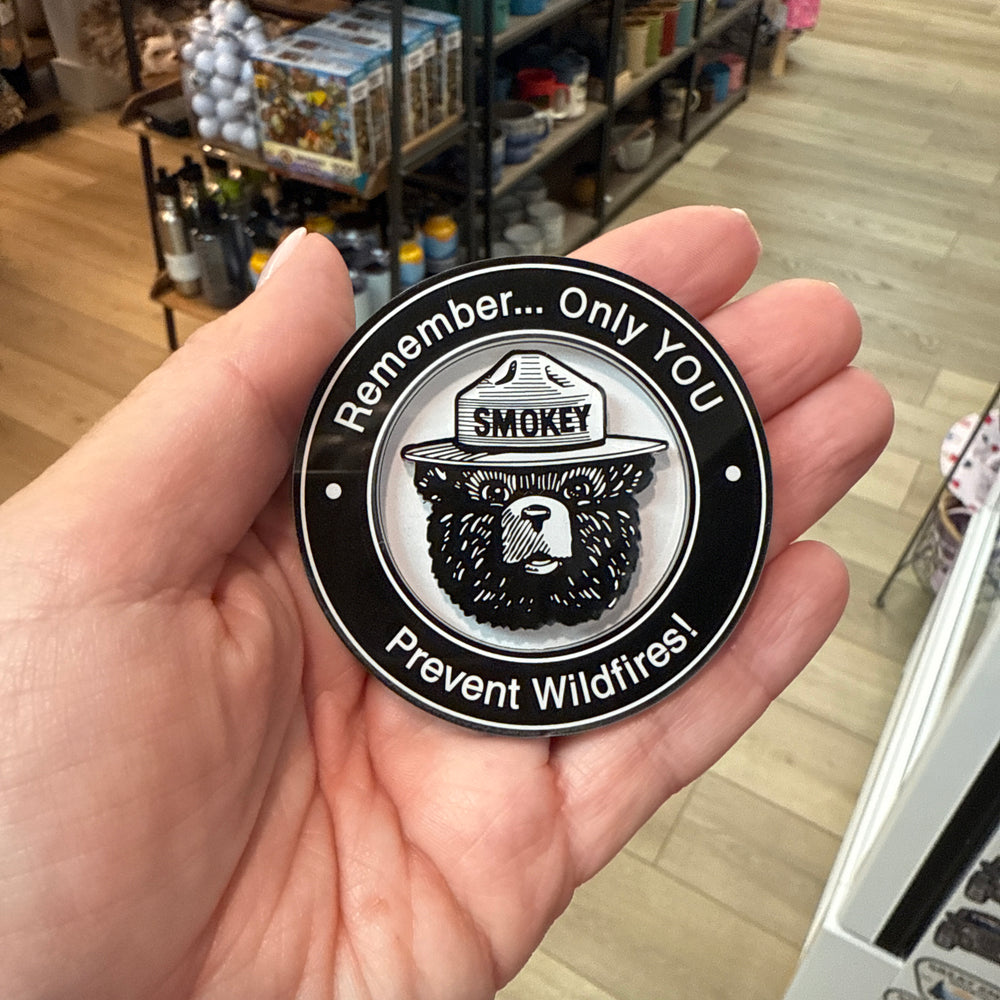 Remember... Only YOU
SMOKEY
Prevent Wildfires!